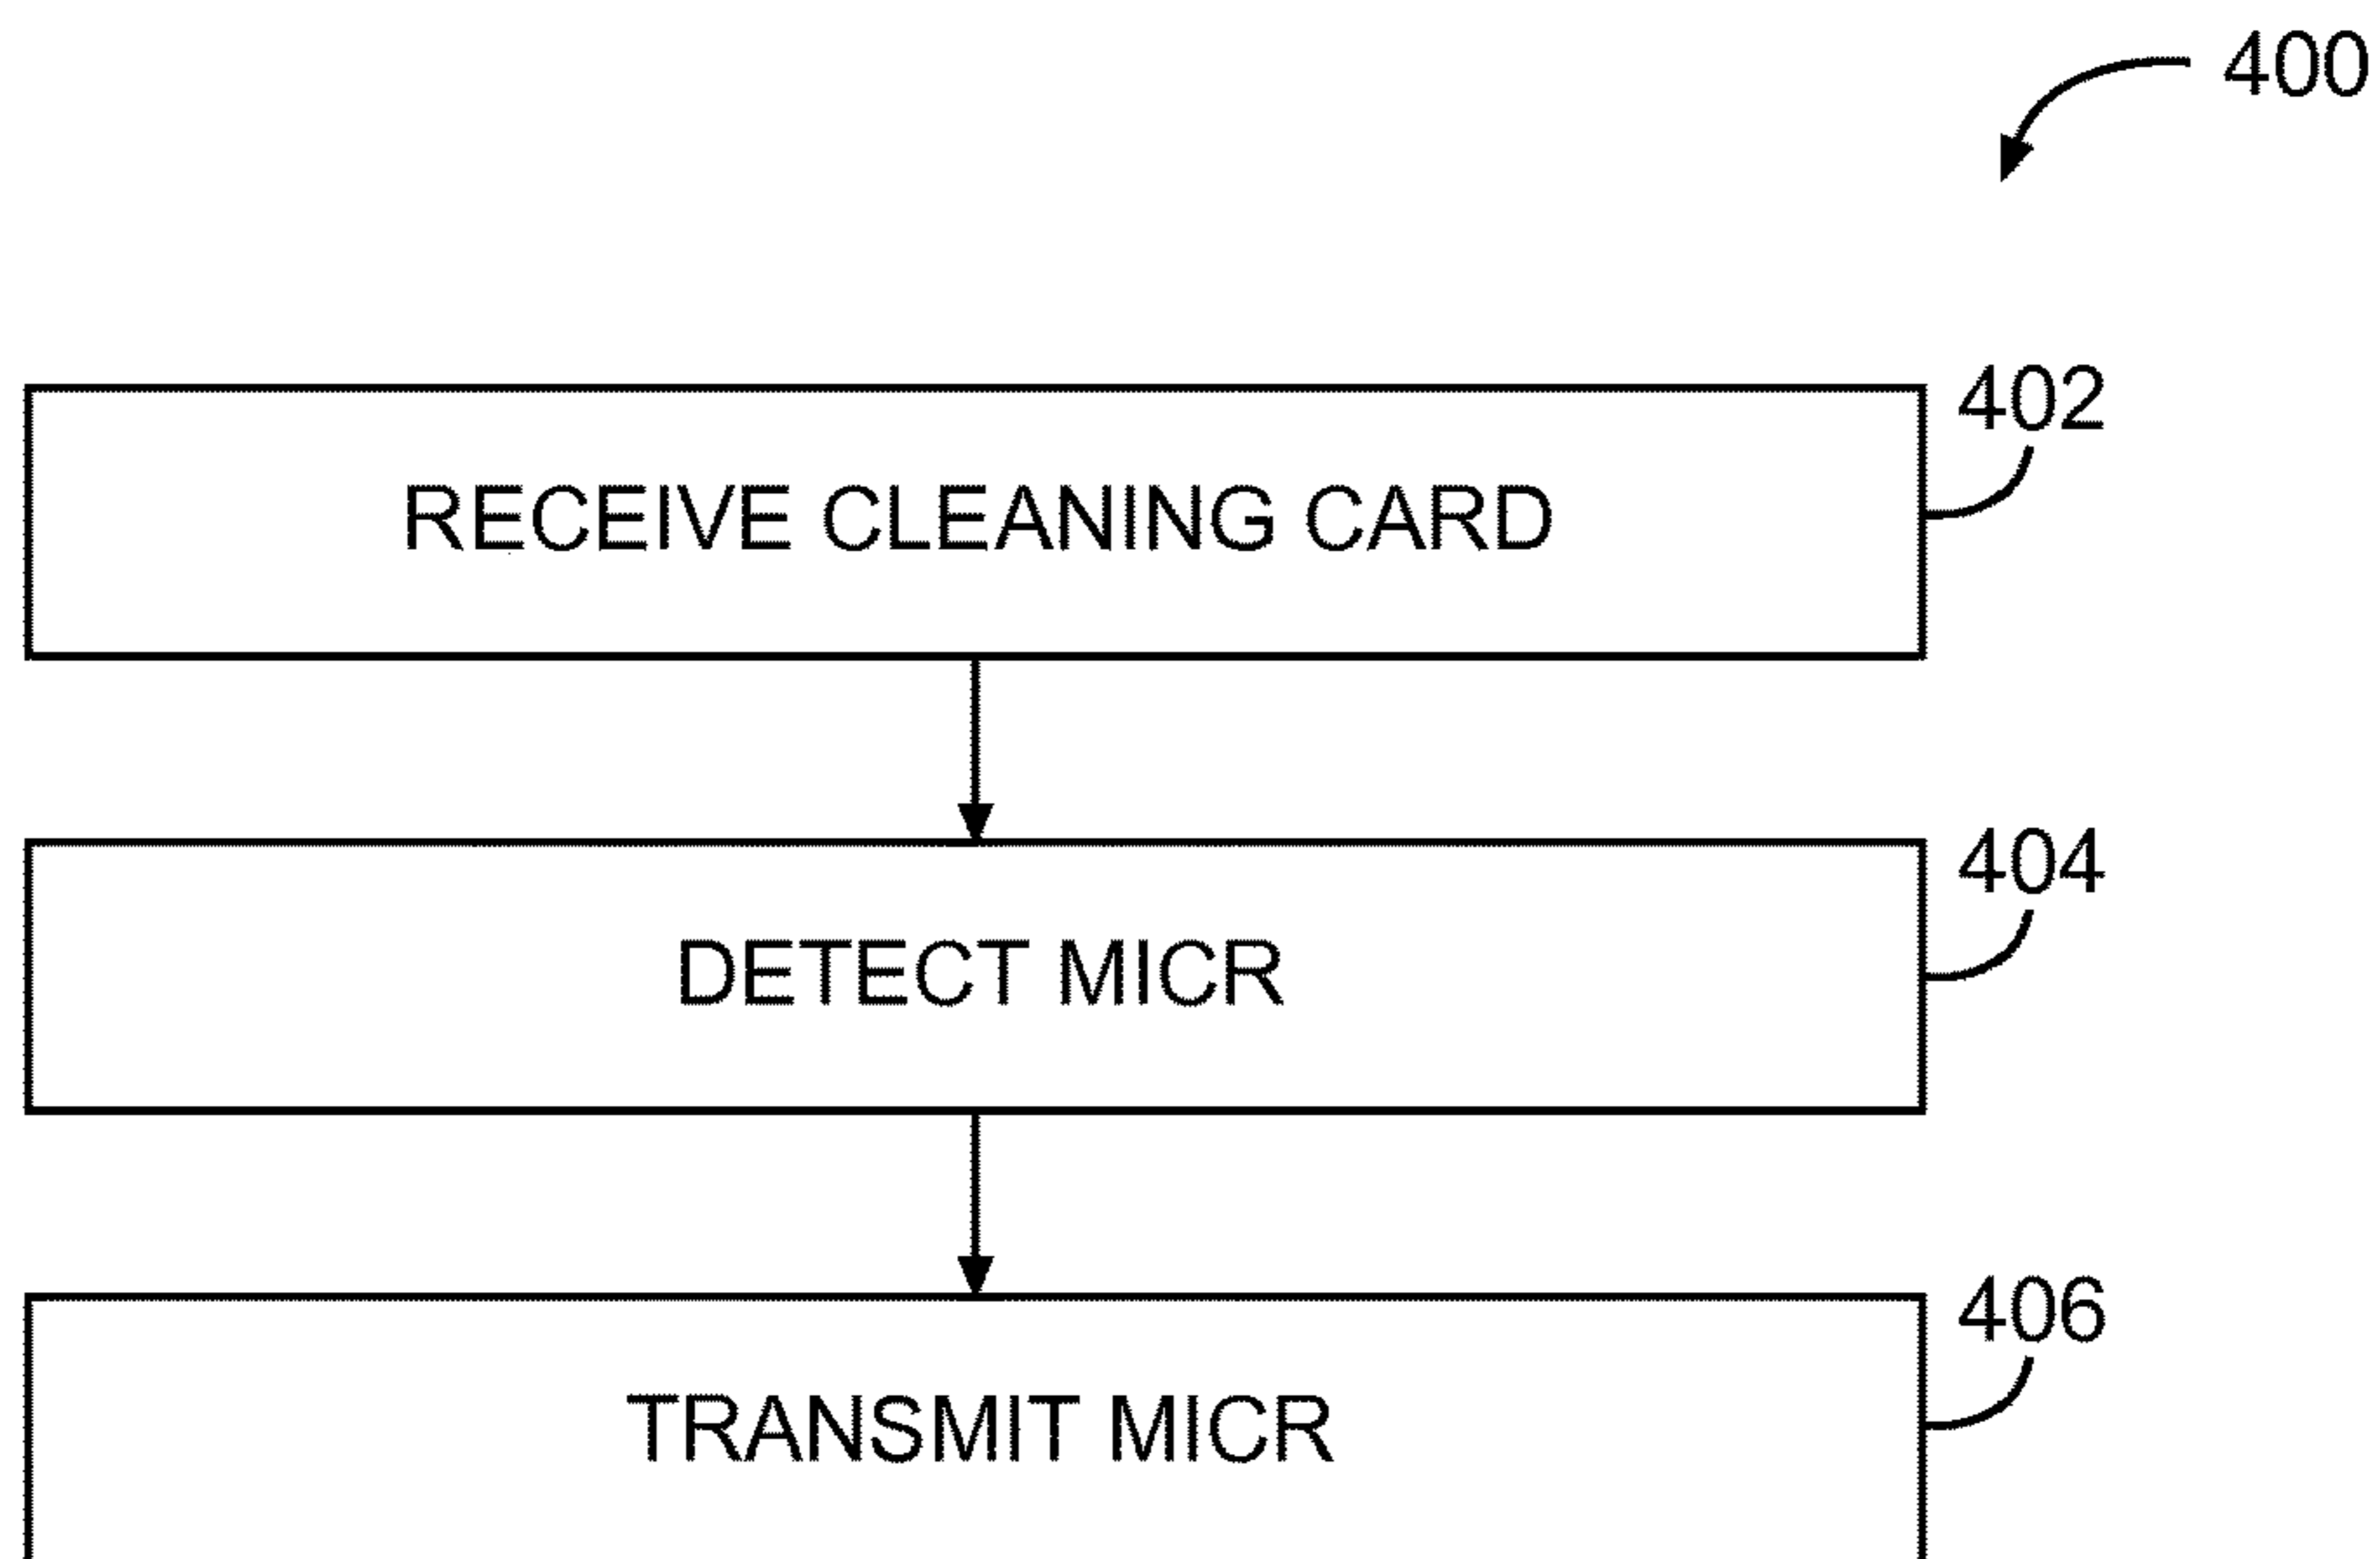 400
402
RECEIVE CLEANING CARD
404
DETECT MICR
406
TRANSMIT MICR